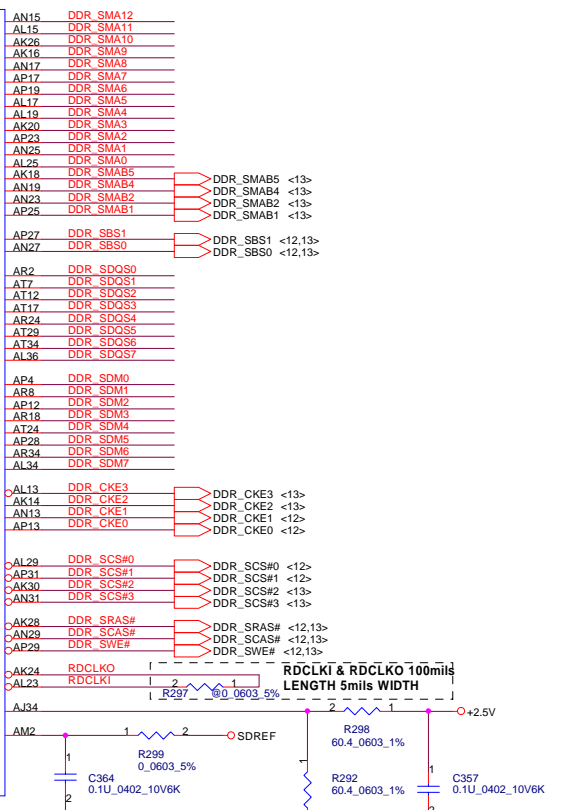 AN15 DDR_SMA12
AL15 DDR_SMA11
AK26 DDR_SMA10
AK16 DDR_SMA9
AN17 DDR_SMA8
AP17 DDR_SMA7
AP19 DDR_SMA6
AL17 DDR_SMA5
AL19 DDR_SMA4
AK20 DDR_SMA3
AP23 DDR_SMA2
AN25 DDR_SMA1
AL25 DDR_SMA0
AK18 DDR_SMAB5 DDR_SMAB5 <13>
AN19 DDR_SMAB4 DDR_SMAB4 <13>
AN23 DDR_SMAB2 DDR_SMAB2 <13>
AP25 DDR_SMAB1 DDR_SMAB1 <13>
AP27 DDR_SBS1 DDR_SBS1 <12,13>
AN27 DDR_SBS0 DDR_SBS0 <12,13>
AR2 DDR_SDQS0
AT7 DDR_SDQS1
AT12 DDR_SDQS2
AT17 DDR_SDQS3
AR24 DDR_SDQS4
AT29 DDR_SDQS5
AT34 DDR_SDQS6
AL36 DDR_SDQS7
AP4 DDR_SDM0
AR8 DDR_SDM1
AP12 DDR_SDM2
AR18 DDR_SDM3
AT24 DDR_SDM4
AP28 DDR_SDM5
AR34 DDR_SDM6
AL34 DDR_SDM7
AL13 DDR_CKE3 DDR_CKE3 <13>
AK14 DDR_CKE2 DDR_CKE2 <13>
AN13 DDR_CKE1 DDR_CKE1 <12>
AP13 DDR_CKE0 DDR_CKE0 <12>
AL29 DDR_SCS#0 DDR_SCS#0 <12>
AP31 DDR_SCS#1 DDR_SCS#1 <12>
AK30 DDR_SCS#2 DDR_SCS#2 <13>
AN31 DDR_SCS#3 DDR_SCS#3 <13>
AK28 DDR_SRAS# DDR_SRAS# <12,13>
AN29 DDR_SCAS# DDR_SCAS# <12,13>
AP29 DDR_SWE# DDR_SWE# <12,13>
AK24 RDCLKO RDCLKI & RDCLKO 100mils
AL23 RDCLKI 2 1 LENGTH 5mils WIDTH
R297 @0_0603_5%
AJ34 2 1 +2.5V
AM2 1 2 SDREF
R298
60.4_0603_1%
R299
0_0603_5%
1 1 1
C364 R292 C357
0.1U_0402_10V6K 60.4_0603_1% 0.1U_0402_10V6K
2 2